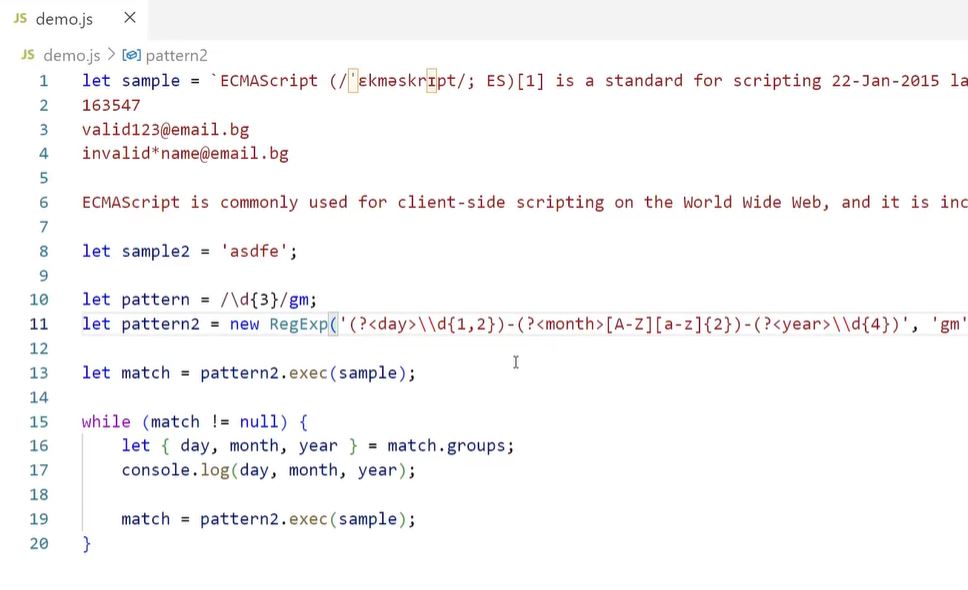 JS demo.js ×
JS demo.js > pattern2
1 let sample = `ECMAScript (/ˈɛkməskrɪpt/; ES)[1] is a standard for scripting 22-Jan-2015 la
2 163547
3 valid123@email.bg
4 invalid*name@email.bg
5
6 ECMAScript is commonly used for client-side scripting on the World Wide Web, and it is inc
7
8 let sample2 = 'asdfe';
9
10 let pattern = /\d{3}/gm;
11 let pattern2 = new RegExp('(?<day>\\d{1,2})-(?<month>[A-Z][a-z]{2})-(?<year>\\d{4})', 'gm'
12
13 let match = pattern2.exec(sample);
14
15 while (match != null) {
16 let { day, month, year } = match.groups;
17 console.log(day, month, year);
18
19 match = pattern2.exec(sample);
20 }